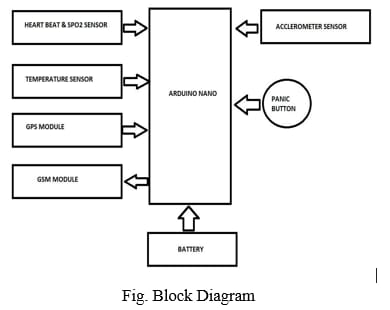 HEART BEAT & SPO2 SENSOR
ACCLEROMETER SENSOR
TEMPERATURE SENSOR
ARDUINO NANO
PANIC
BUTTON
GPS MODULE
GSM MODULE
BATTERY
Fig. Block Diagram